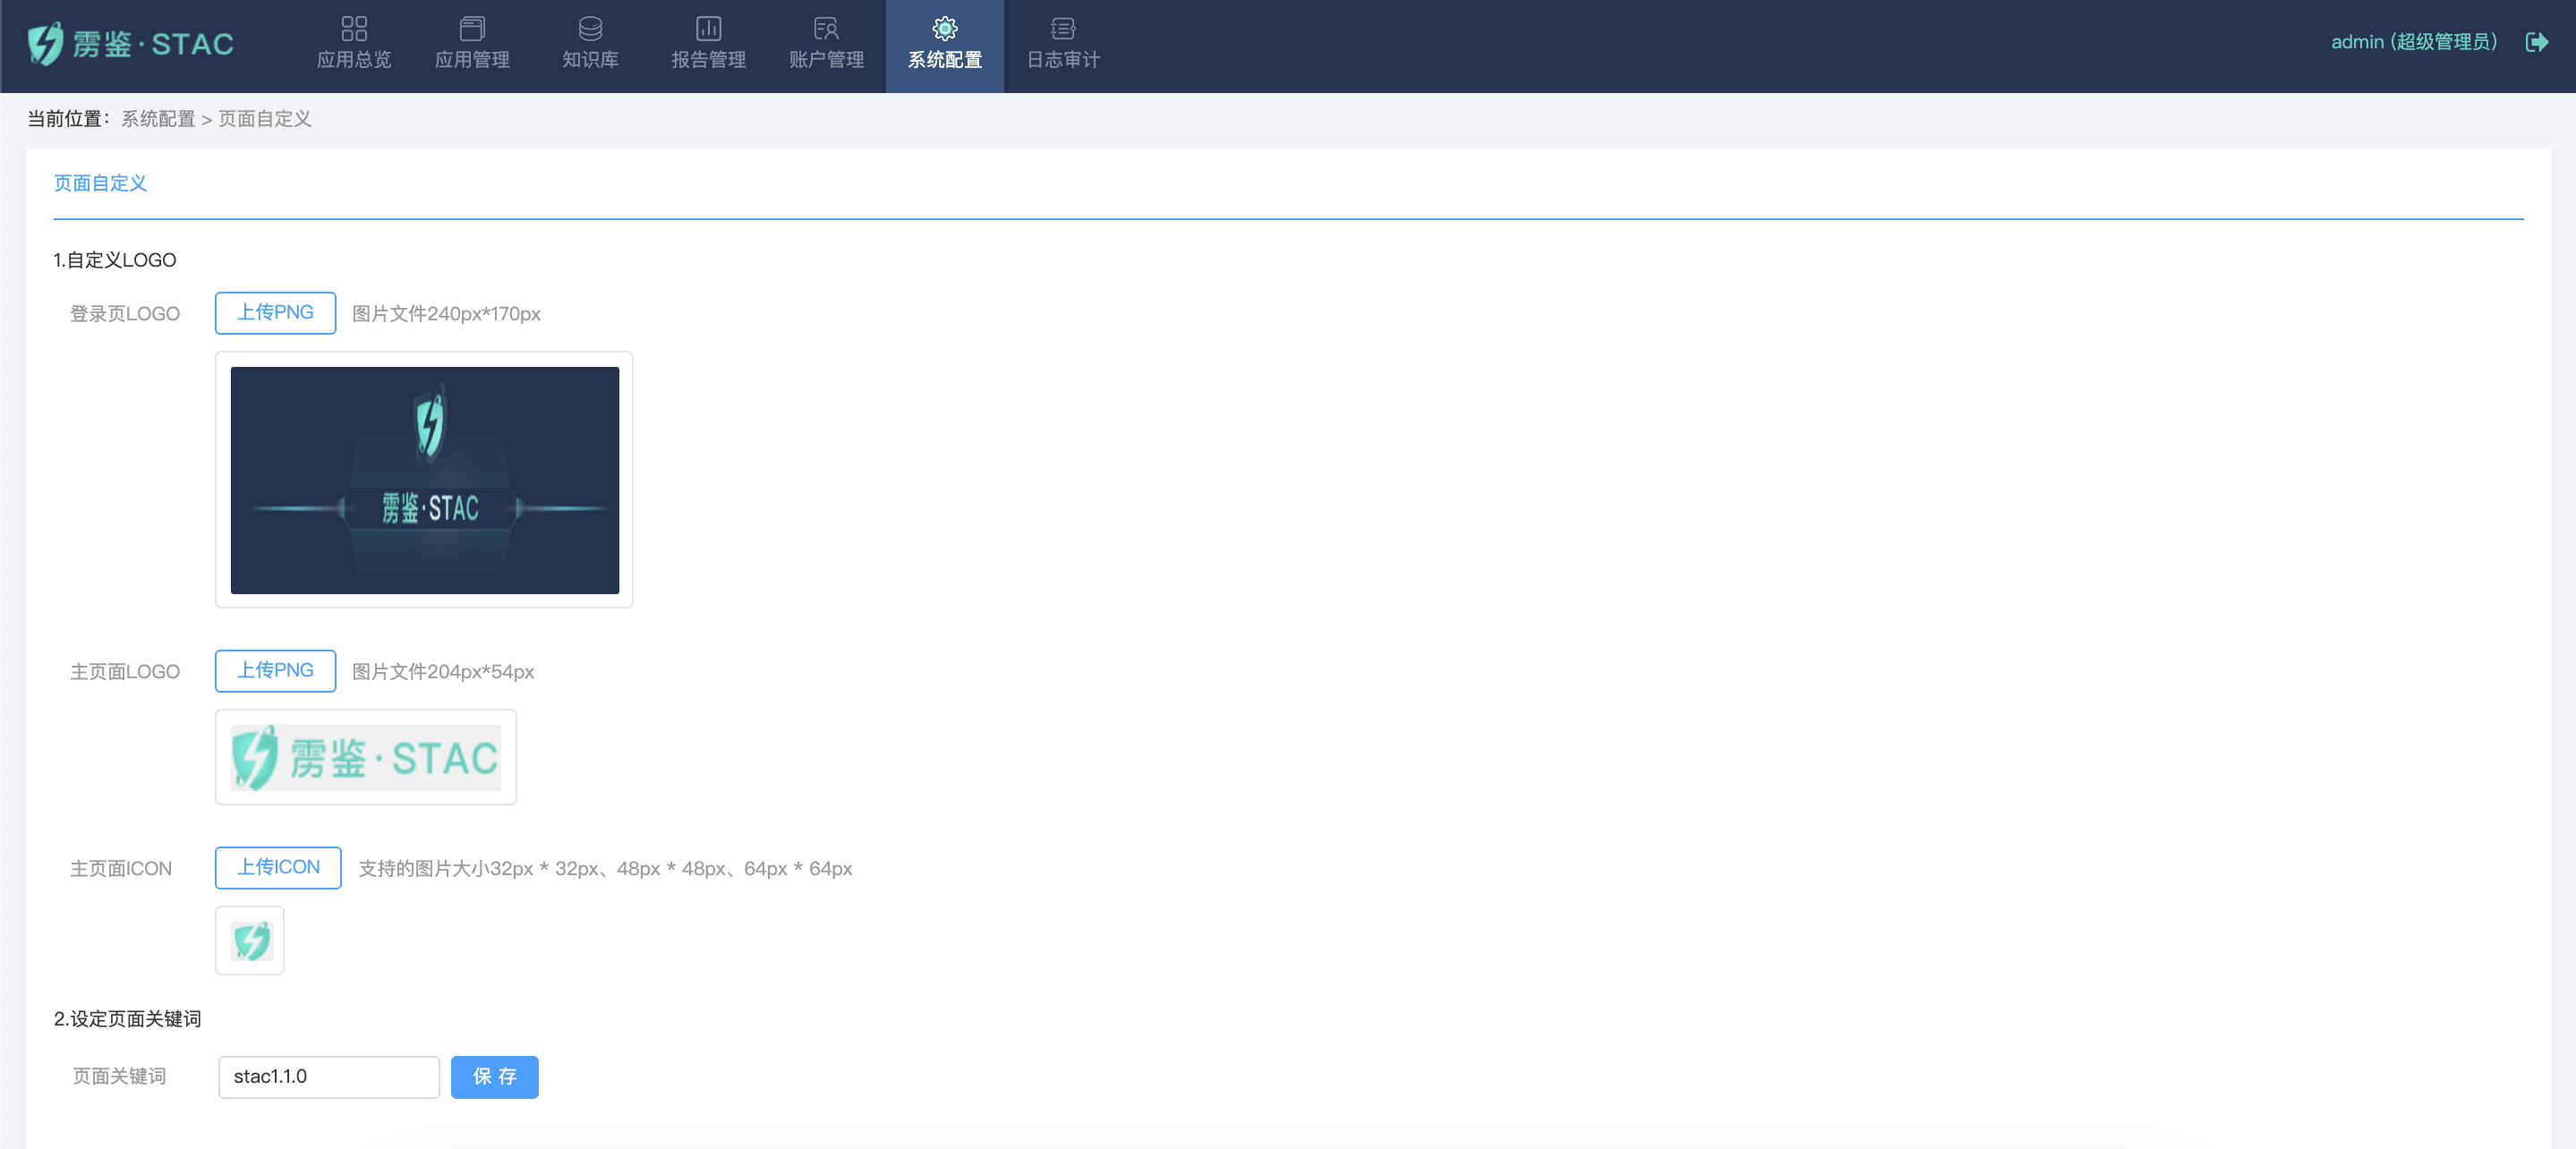 雳鉴·STAC
应用总览
应用管理
知识库
报告管理
账户管理
系统配置
日志审计
admin (超级管理员)
当前位置： 系统配置 > 页面自定义
页面自定义
1.自定义LOGO
登录页LOGO 上传PNG 图片文件240px*170px
雳鉴·STAC
主页面LOGO 上传PNG 图片文件204px*54px
雳鉴·STAC
主页面ICON 上传ICON 支持的图片大小32px * 32px、48px * 48px、64px * 64px
2.设定页面关键词
页面关键词 stac1.1.0 保 存